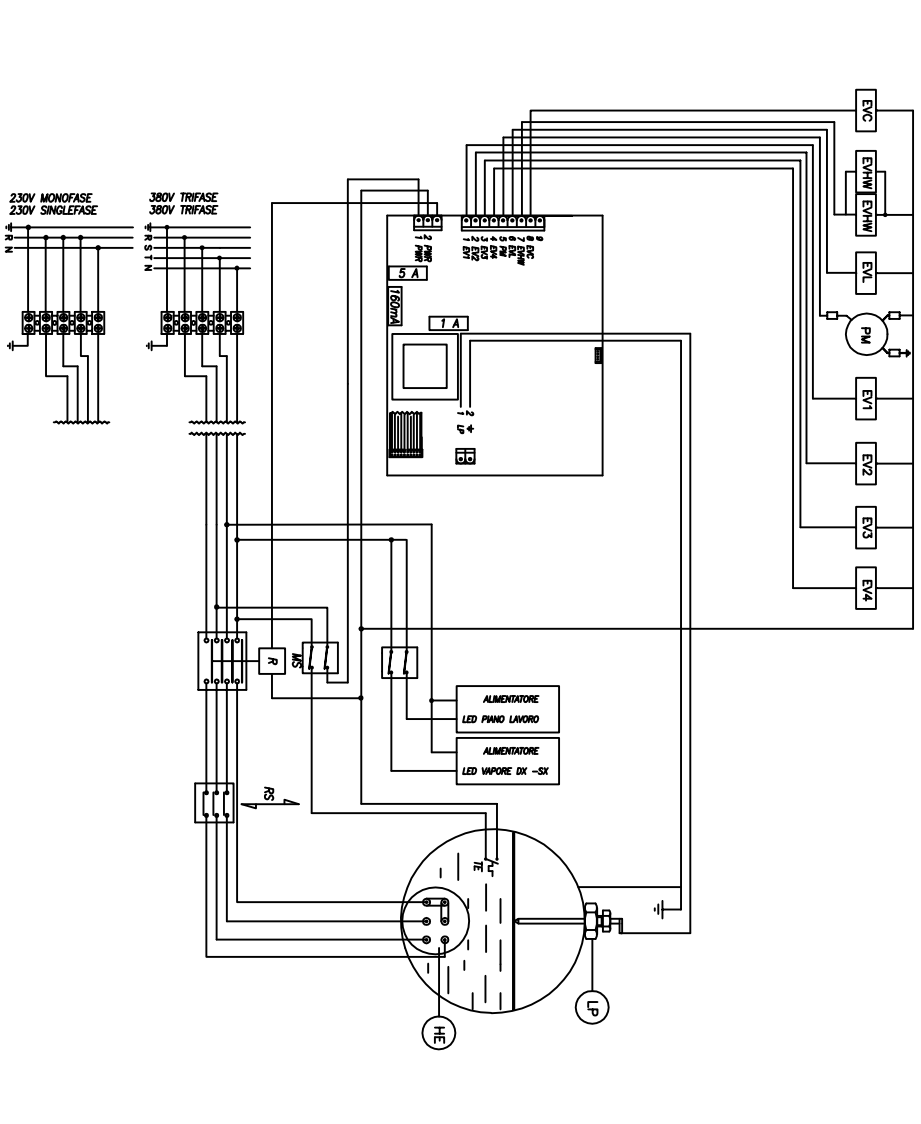 EVC
EVHW
EVHW
EVL
PM
EV1
EV2
EV3
EV4
230V MONOFASE
230V SINGLEFASE
R
N
380V TRIFASE
380V TRIFASE
R
S
T
N
1 PWR
2 PWR
1 EV1
2 EV2
3 EV3
4 EV4
5 PM
6 EVL
7 EVHW
8 EVC
9
5 A
160mA
1 A
1
2
LP
R
MS
ALIMENTATORE
LED PIANO LAVORO
ALIMENTATORE
LED VAPORE DX -SX
RS
TE
LP
HE